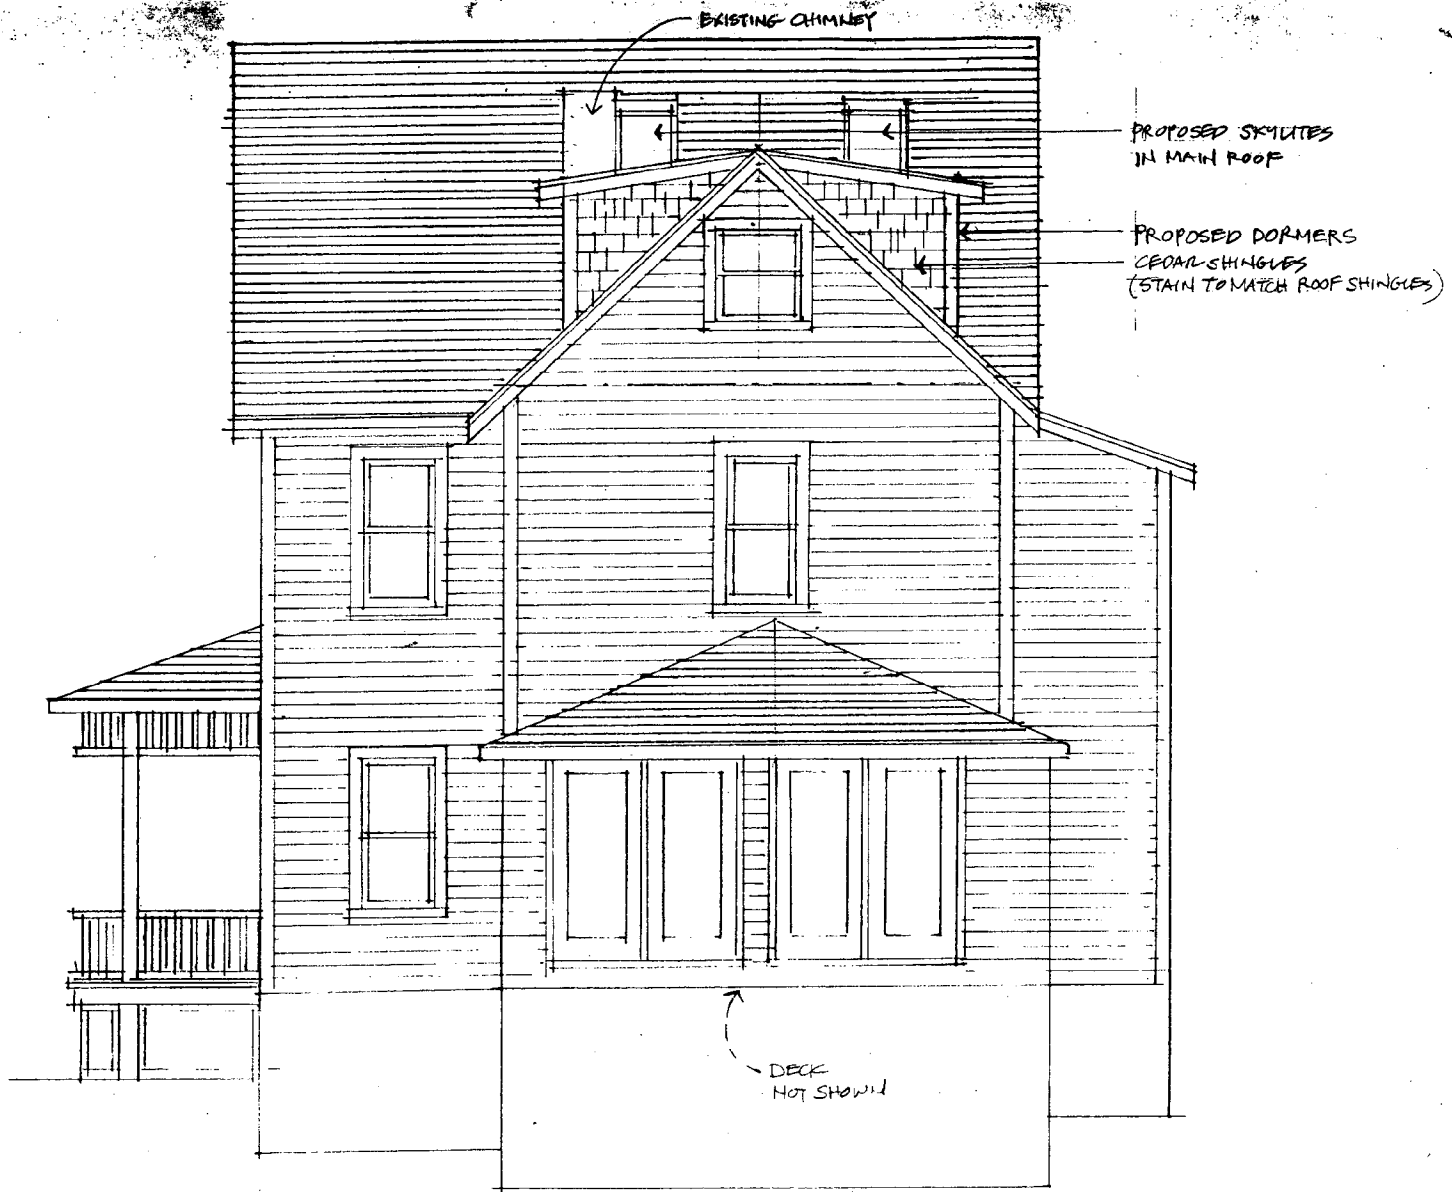 EXISTING CHIMNEY
PROPOSED SKYLITES
IN MAIN ROOF
PROPOSED DORMERS
CEDAR SHINGLES
(STAIN TO MATCH ROOF SHINGLES)
DECK
NOT SHOWN